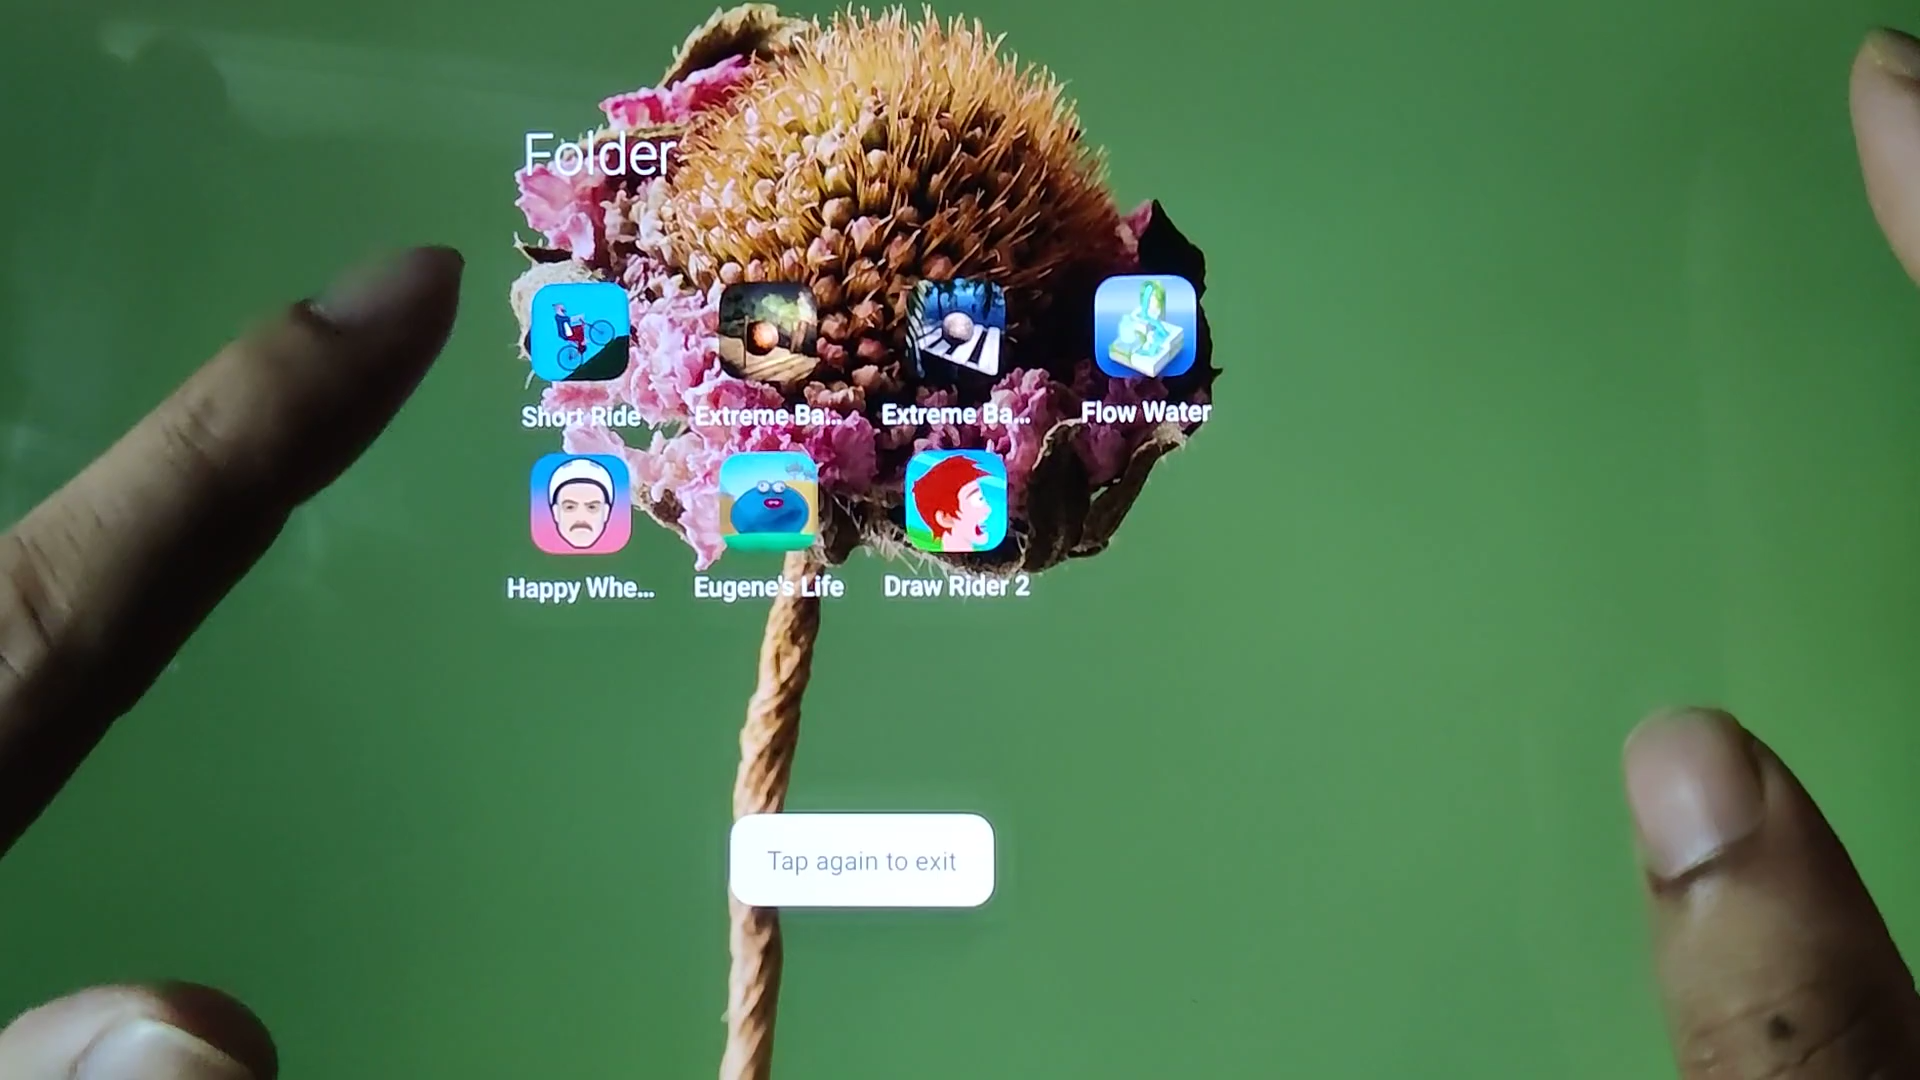 Folder
Short Ride
Extreme Ba...
Extreme Ba...
Flow Water
Happy Whe...
Eugene's Life
Draw Rider 2
Tap again to exit